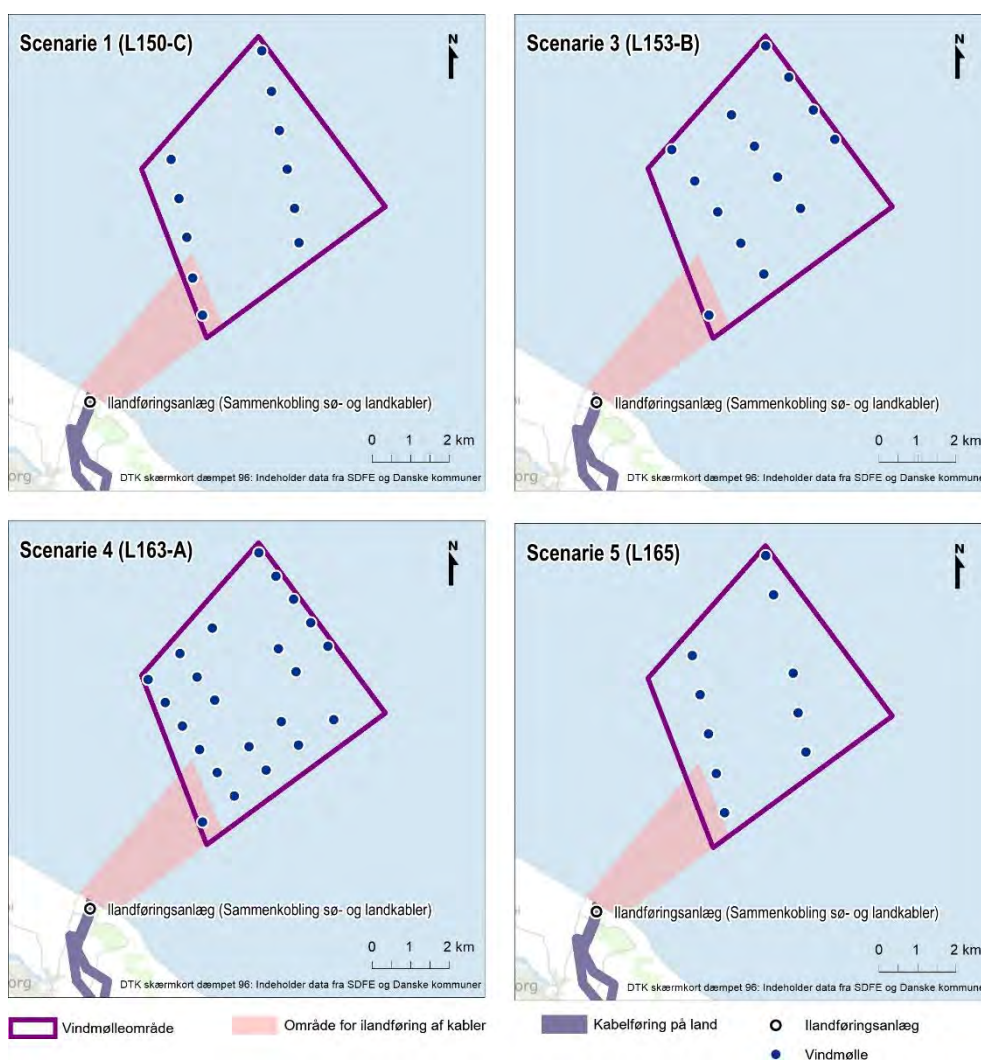 Scenarie 1 (L150-C)
N
Ilandføringsanlæg (Sammenkobling sø- og landkabler)
0 1 2 km
org
DTK skærmkort dæmpet 96: Indeholder data fra SDFE og Danske kommuner
Scenarie 3 (L153-B)
N
Ilandføringsanlæg (Sammenkobling sø- og landkabler)
0 1 2 km
org
DTK skærmkort dæmpet 96: Indeholder data fra SDFE og Danske kommuner
Scenarie 4 (L163-A)
N
Ilandføringsanlæg (Sammenkobling sø- og landkabler)
0 1 2 km
org
DTK skærmkort dæmpet 96: Indeholder data fra SDFE og Danske kommuner
Scenarie 5 (L165)
N
Ilandføringsanlæg (Sammenkobling sø- og landkabler)
0 1 2 km
org
DTK skærmkort dæmpet 96: Indeholder data fra SDFE og Danske kommuner
Vindmølleområde
Område for ilandføring af kabler
Kabelføring på land
Ilandføringsanlæg
Vindmølle